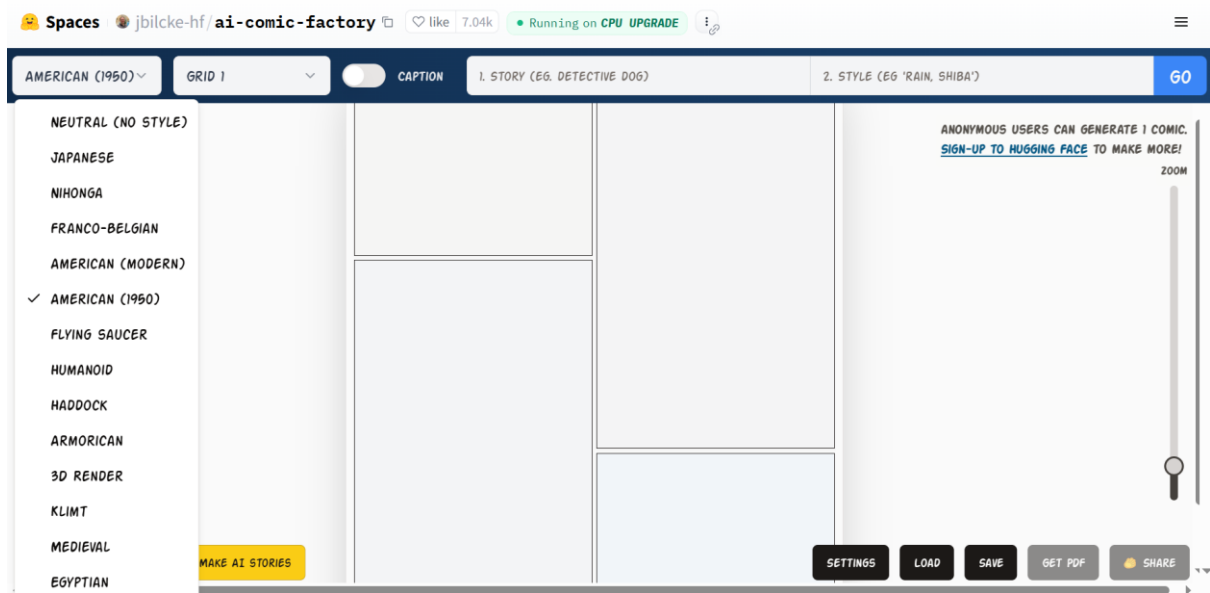 Spaces jbilcke-hf/ai-comic-factory like 7.04k Running on CPU UPGRADE
AMERICAN (1950) GRID 1 CAPTION 1. STORY (EG. DETECTIVE DOG) 2. STYLE (EG 'RAIN, SHIBA') GO
NEUTRAL (NO STYLE)
JAPANESE
NIHONGA
FRANCO-BELGIAN
AMERICAN (MODERN)
AMERICAN (1950)
FLYING SAUCER
HUMANOID
HADDOCK
ARMORICAN
3D RENDER
KLIMT
MEDIEVAL
EGYPTIAN
ANONYMOUS USERS CAN GENERATE 1 COMIC.
SIGN-UP TO HUGGING FACE TO MAKE MORE!
ZOOM
MAKE AI STORIES
SETTINGS LOAD SAVE GET PDF SHARE